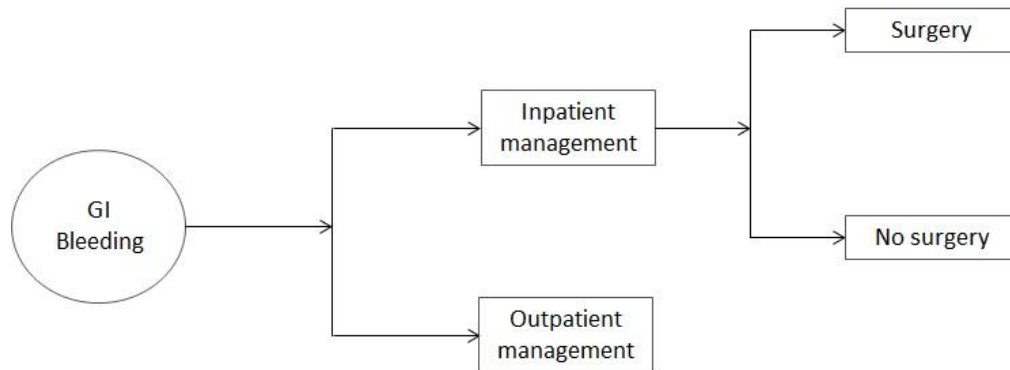 GI
Bleeding
Inpatient
management
Surgery
No surgery
Outpatient
management